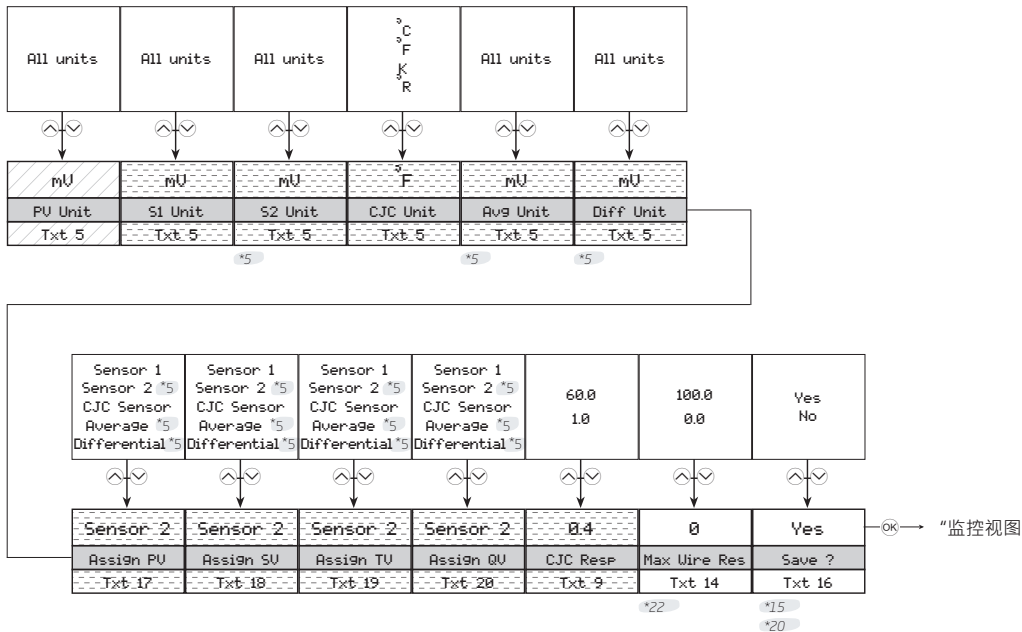 All units All units All units °C All units All units
°F
K
°R
mV mV mV °F mV mV
PV Unit S1 Unit S2 Unit CJC Unit Avg Unit Diff Unit
Txt 5 Txt 5 Txt 5 Txt 5 Txt 5 Txt 5
*5 *5 *5
Sensor 1 Sensor 1 Sensor 1 Sensor 1
Sensor 2 *5 Sensor 2 *5 Sensor 2 *5 Sensor 2 *5 60.0 100.0 Yes
CJC Sensor CJC Sensor CJC Sensor CJC Sensor 1.0 0.0 No
Average *5 Average *5 Average *5 Average *5
Differential *5 Differential *5 Differential *5 Differential *5
Sensor 2 Sensor 2 Sensor 2 Sensor 2 0.4 0 Yes OK "监控视图
Assign PV Assign SV Assign TV Assign QV CJC Resp Max Wire Res Save ?
Txt 17 Txt 18 Txt 19 Txt 20 Txt 9 Txt 14 Txt 16
*22 *15
*20